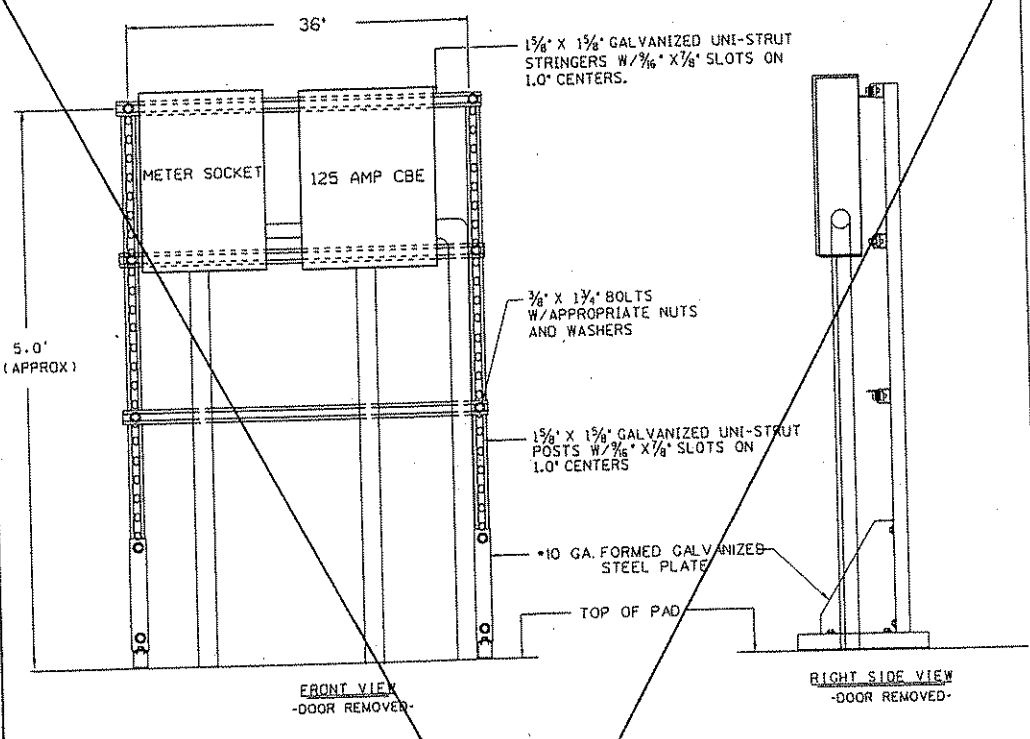 36"
1⅝" X 1⅝" GALVANIZED UNI-STRUT
STRINGERS W/⁹⁄₁₆" X⅞" SLOTS ON
1.0" CENTERS.
METER SOCKET
125 AMP CBE
5.0'
(APPROX)
⅜" X 1¾" BOLTS
W/APPROPRIATE NUTS
AND WASHERS
1⅝" X 1⅝" GALVANIZED UNI-STRUT
POSTS W/⁹⁄₁₆" X⅞" SLOTS ON
1.0" CENTERS
*10 GA. FORMED GALVANIZED
STEEL PLATE
TOP OF PAD
FRONT VIEW
-DOOR REMOVED-
RIGHT SIDE VIEW
-DOOR REMOVED-